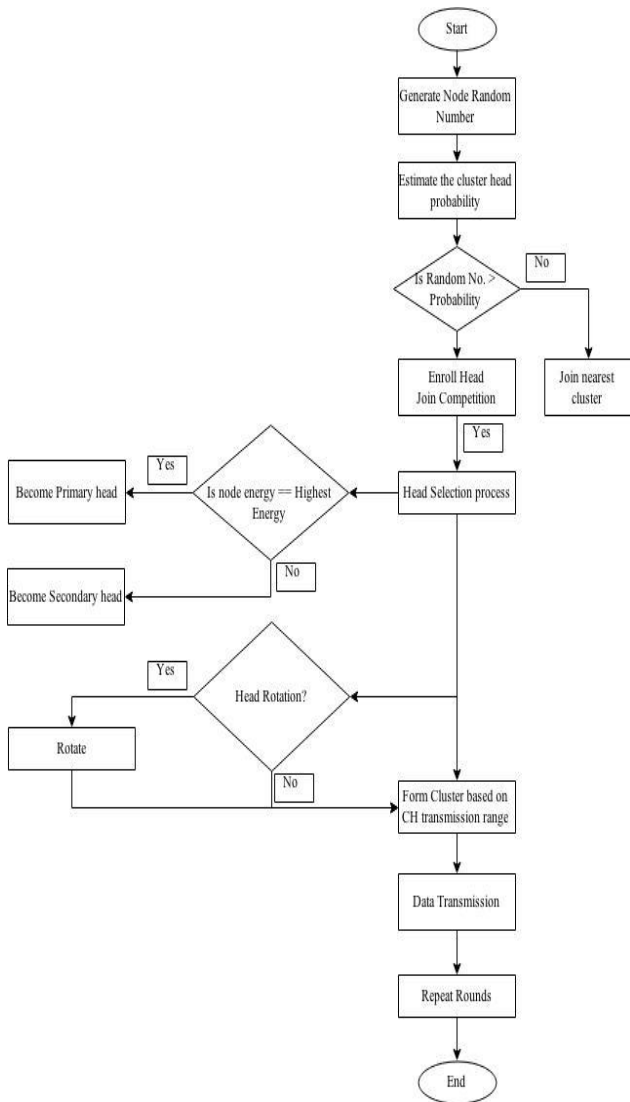 Start
Generate Node Random
Number
Estimate the cluster head
probability
No
Is Random No. >
Probability
Enroll Head
Join Competition
Join nearest
cluster
Yes
Yes
Become Primary head
Is node energy == Highest
Energy
Head Selection process
No
Become Secondary head
Yes
Head Rotation?
Rotate
No
Form Cluster based on
CH transmission range
Data Transmission
Repeat Rounds
End